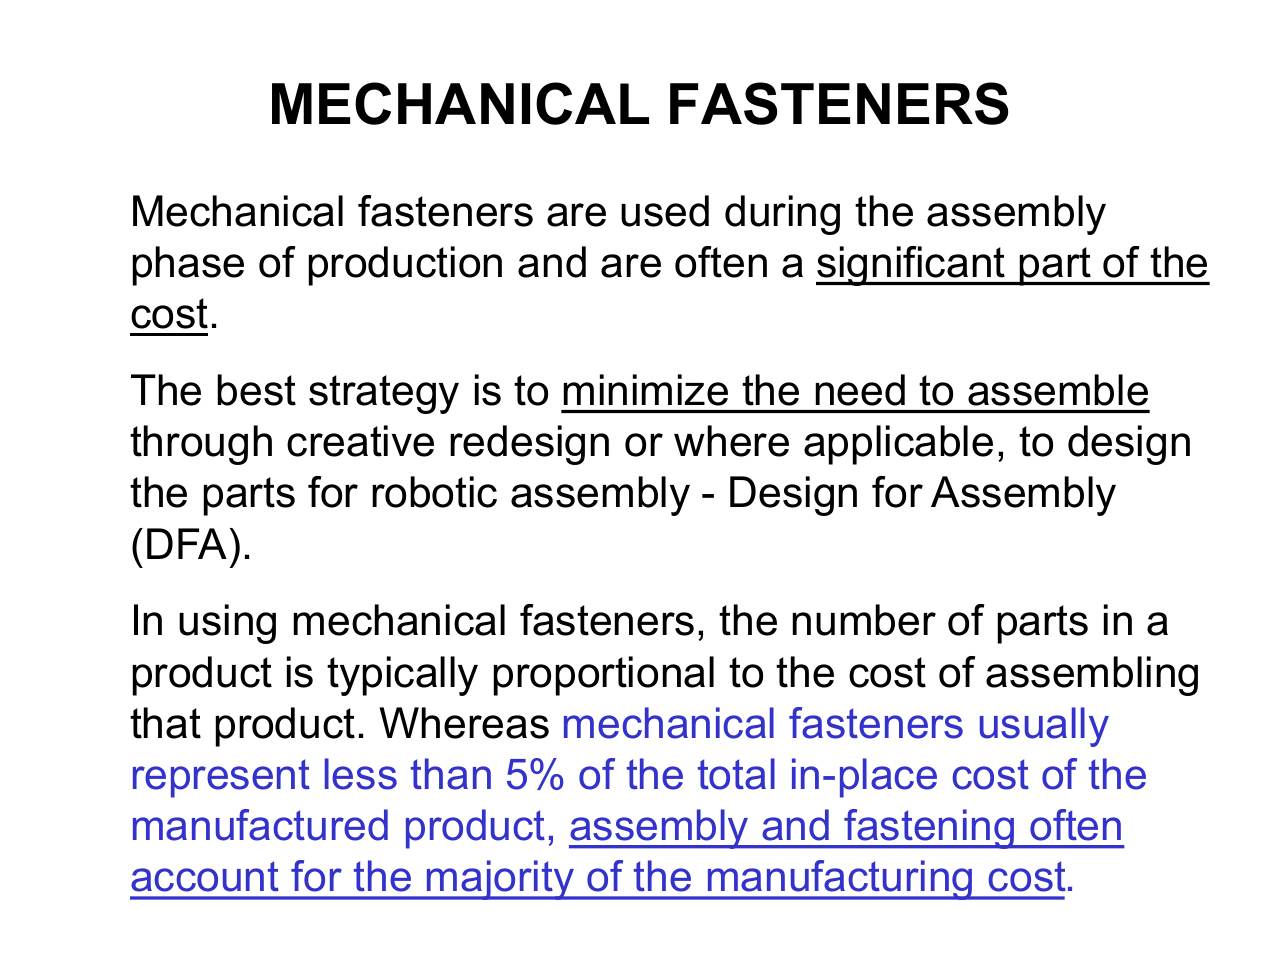 MECHANICAL FASTENERS
Mechanical fasteners are used during the assembly
phase of production and are often a significant part of the
cost.
The best strategy is to minimize the need to assemble
through creative redesign or where applicable, to design
the parts for robotic assembly - Design for Assembly
(DFA).
In using mechanical fasteners, the number of parts in a
product is typically proportional to the cost of assembling
that product. Whereas mechanical fasteners usually
represent less than 5% of the total in-place cost of the
manufactured product, assembly and fastening often
account for the majority of the manufacturing cost.